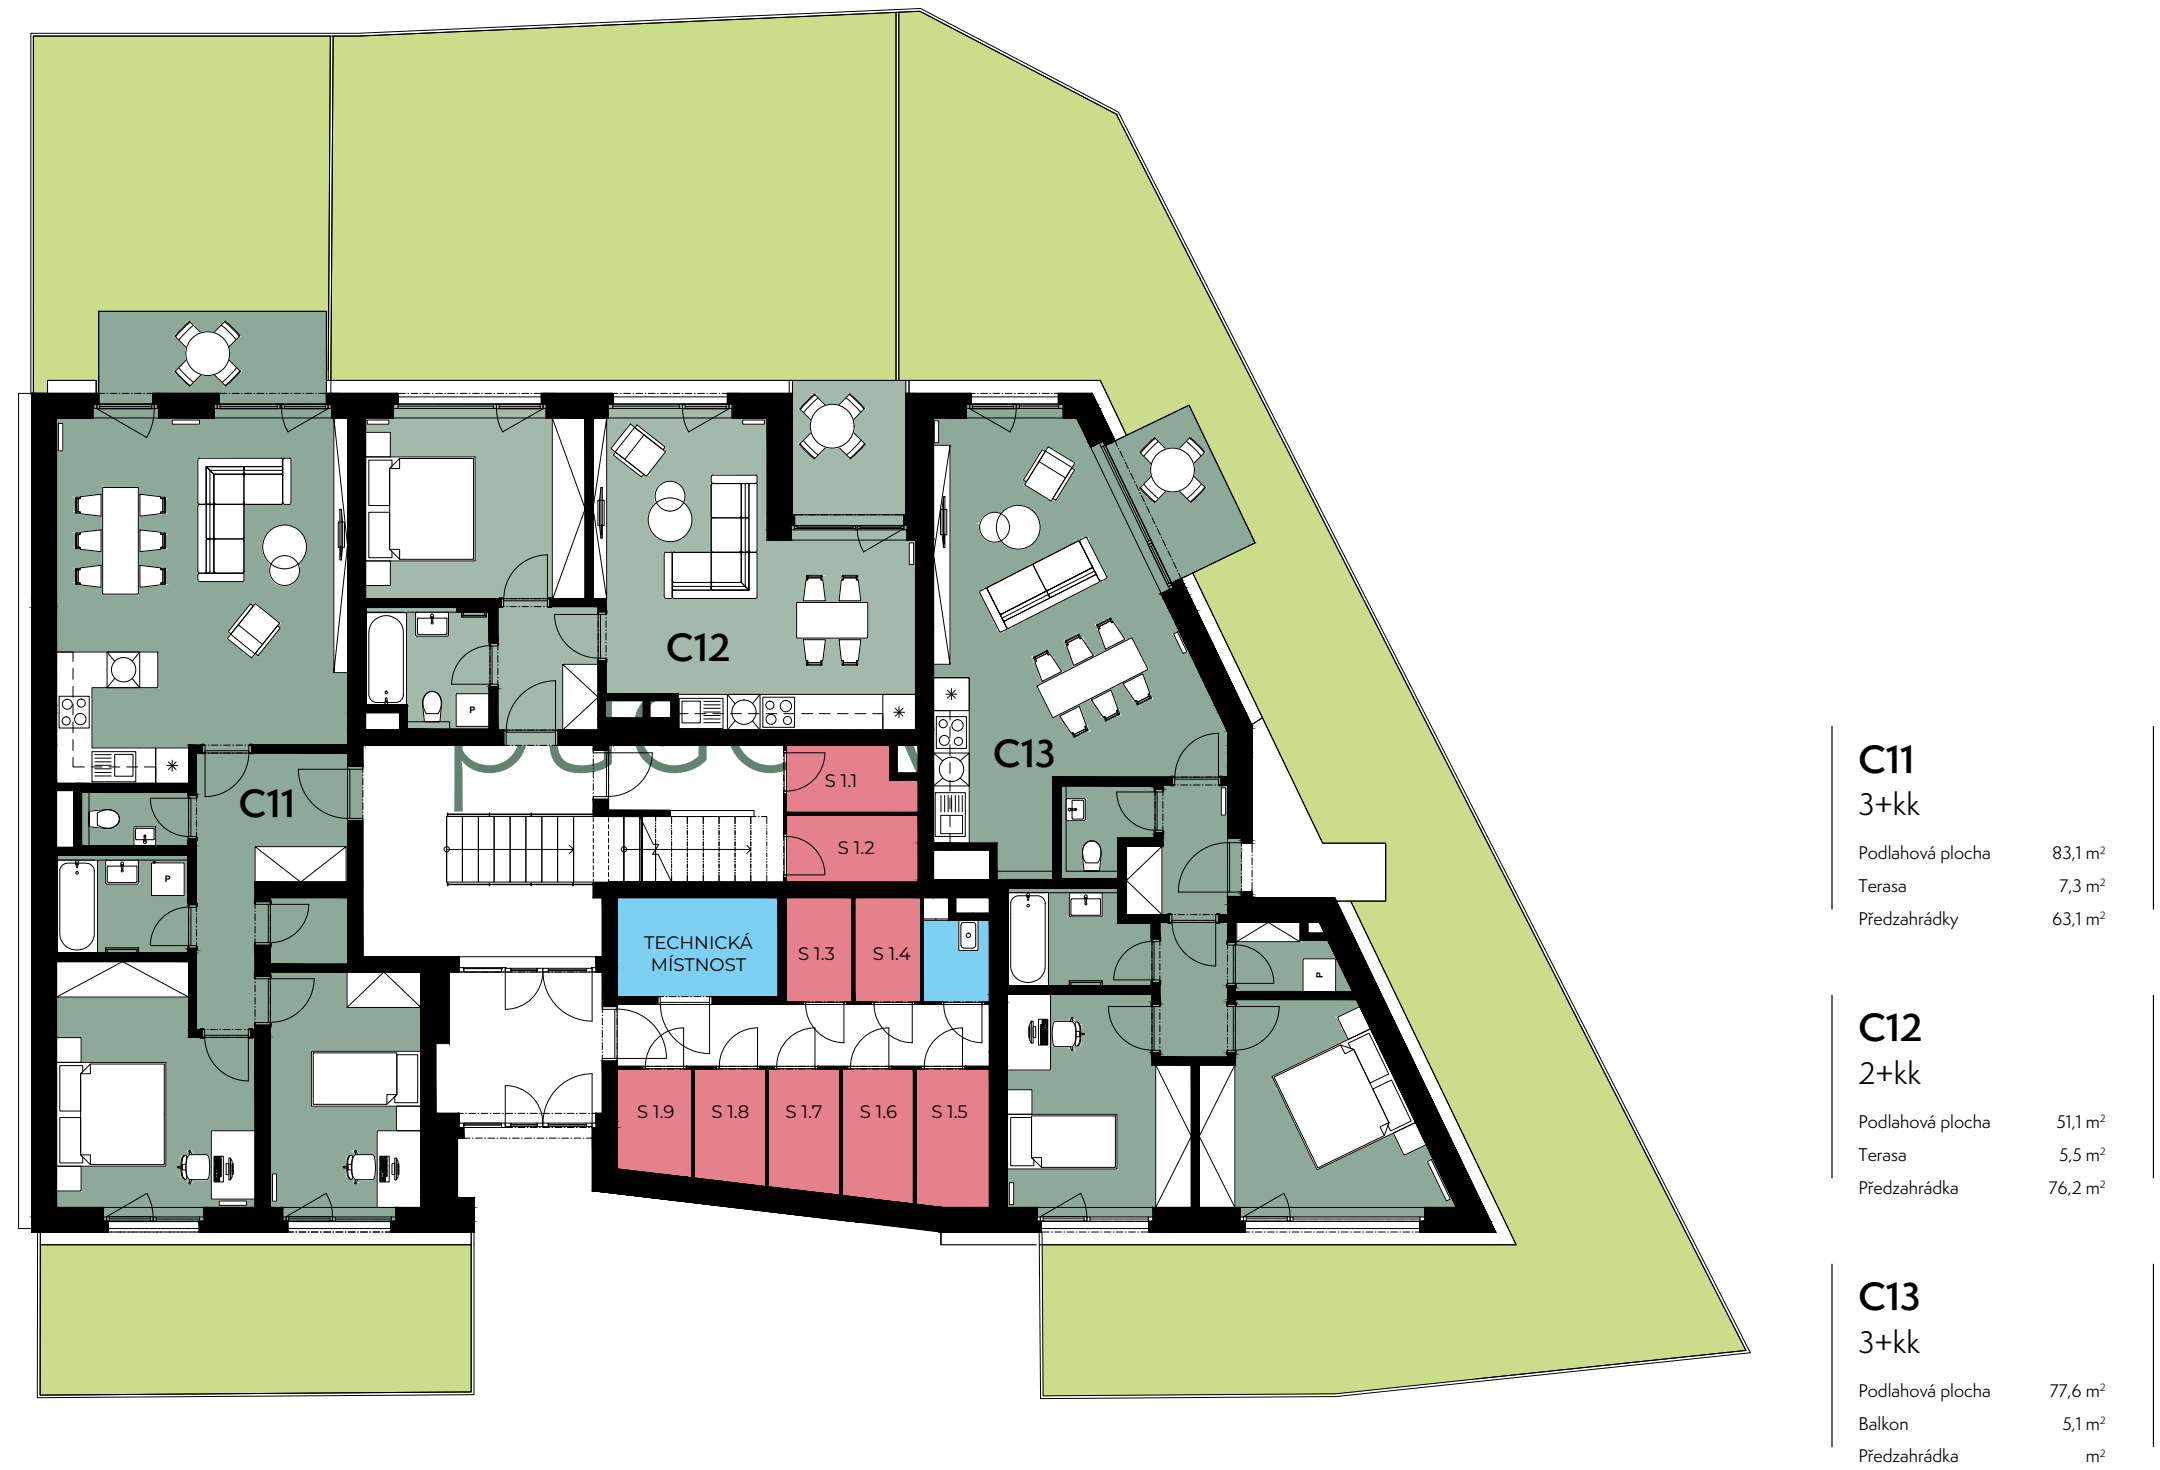 C12
C13
C11
S 1.1
S 1.2
TECHNICKÁ
MÍSTNOST
S 1.3
S 1.4
S 1.9
S 1.8
S 1.7
S 1.6
S 1.5
P
P
P
C11
3+kk
Podlahová plocha 83,1 m²
Terasa 7,3 m²
Předzahrádky 63,1 m²
C12
2+kk
Podlahová plocha 51,1 m²
Terasa 5,5 m²
Předzahrádka 76,2 m²
C13
3+kk
Podlahová plocha 77,6 m²
Balkon 5,1 m²
Předzahrádka m²